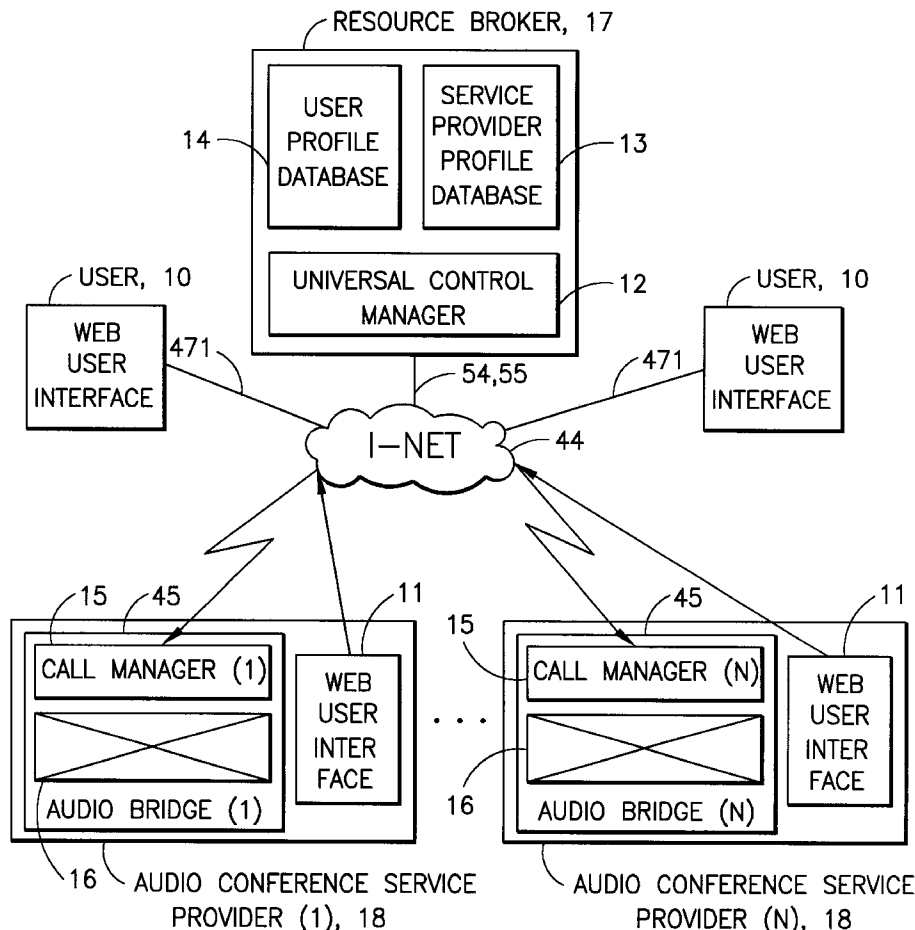 RESOURCE BROKER, 17
USER
PROFILE
DATABASE
14
SERVICE
PROVIDER
PROFILE
DATABASE
13
UNIVERSAL CONTROL
MANAGER
12
USER, 10
WEB
USER
INTERFACE
471
54,55
471
USER, 10
WEB
USER
INTERFACE
I-NET
44
15
45
11
CALL MANAGER (1)
WEB
USER
INTER
FACE
AUDIO BRIDGE (1)
16
AUDIO CONFERENCE SERVICE
PROVIDER (1), 18
. . .
15
45
11
CALL MANAGER (N)
WEB
USER
INTER
FACE
16
AUDIO BRIDGE (N)
AUDIO CONFERENCE SERVICE
PROVIDER (N), 18